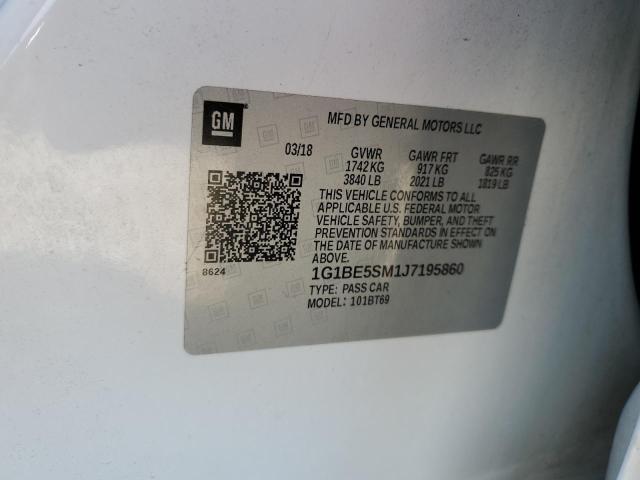 GM
MFD BY GENERAL MOTORS LLC
03/18 GVWR GAWR FRT GAWR RR
1742 KG 917 KG 825 KG
3840 LB 2021 LB 1819 LB
THIS VEHICLE CONFORMS TO ALL
APPLICABLE U.S. FEDERAL MOTOR
VEHICLE SAFETY, BUMPER, AND THEFT
PREVENTION STANDARDS IN EFFECT ON
THE DATE OF MANUFACTURE SHOWN
ABOVE.
8624
1G1BE5SM1J7195860
TYPE: PASS CAR
MODEL: 101BT69